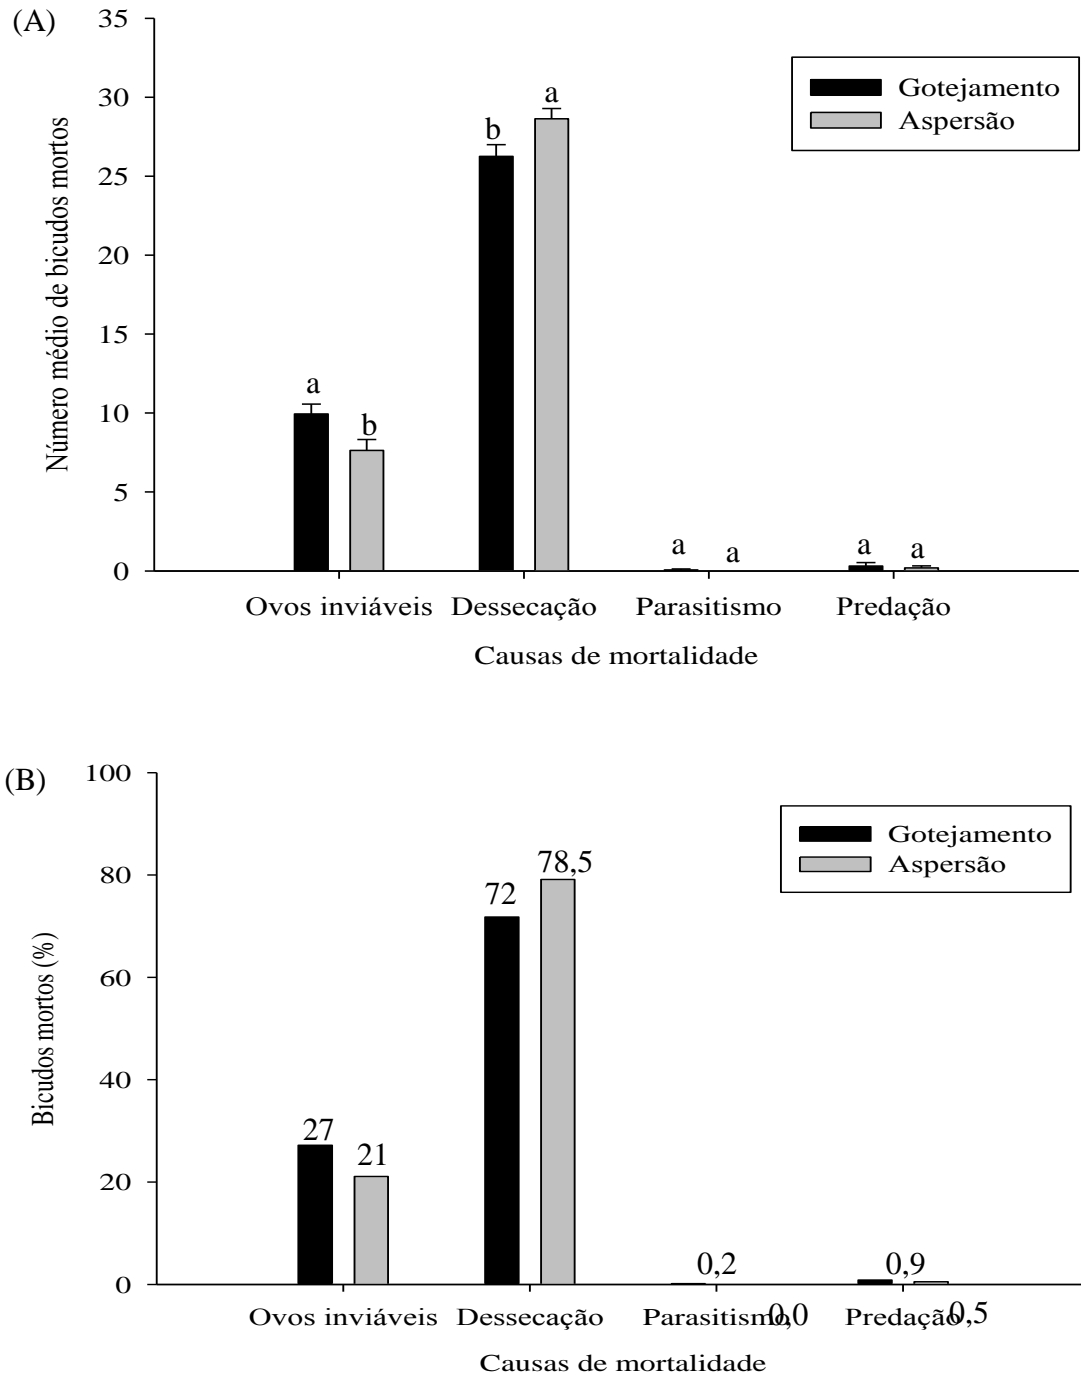 (A)
35
30
25
20
15
10
5
0
Número médio de bicudos mortos
Gotejamento
Aspersão
a
b
b
a
a
a
a
a
Ovos inviáveis Dessecação Parasitismo Predação
Causas de mortalidade
(B)
100
80
60
40
20
0
Bicudos mortos (%)
Gotejamento
Aspersão
27
21
72
78,5
0,2
0,0
0,9
0,5
Ovos inviáveis Dessecação Parasitismo Predação
Causas de mortalidade